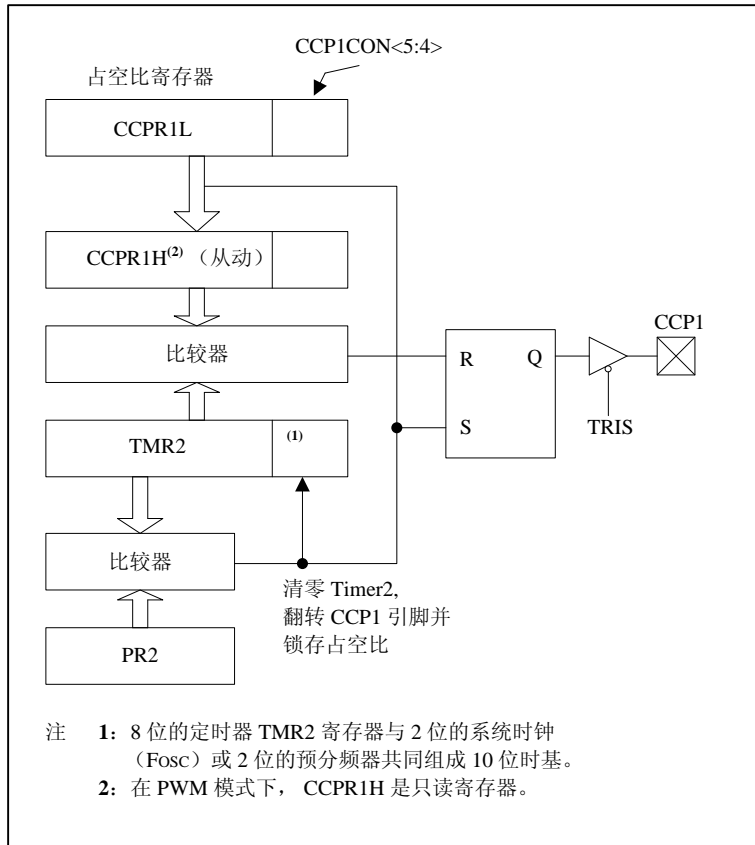 CCP1CON<5:4>
占空比寄存器
CCPR1L
CCPR1H(2) （从动）
比较器
CCP1
R
Q
S
TRIS
TMR2
(1)
比较器
清零 Timer2,
翻转 CCP1 引脚并
锁存占空比
PR2
注 1：8 位的定时器 TMR2 寄存器与 2 位的系统时钟
（FOSC）或 2 位的预分频器共同组成 10 位时基。
2：在 PWM 模式下， CCPR1H 是只读寄存器。